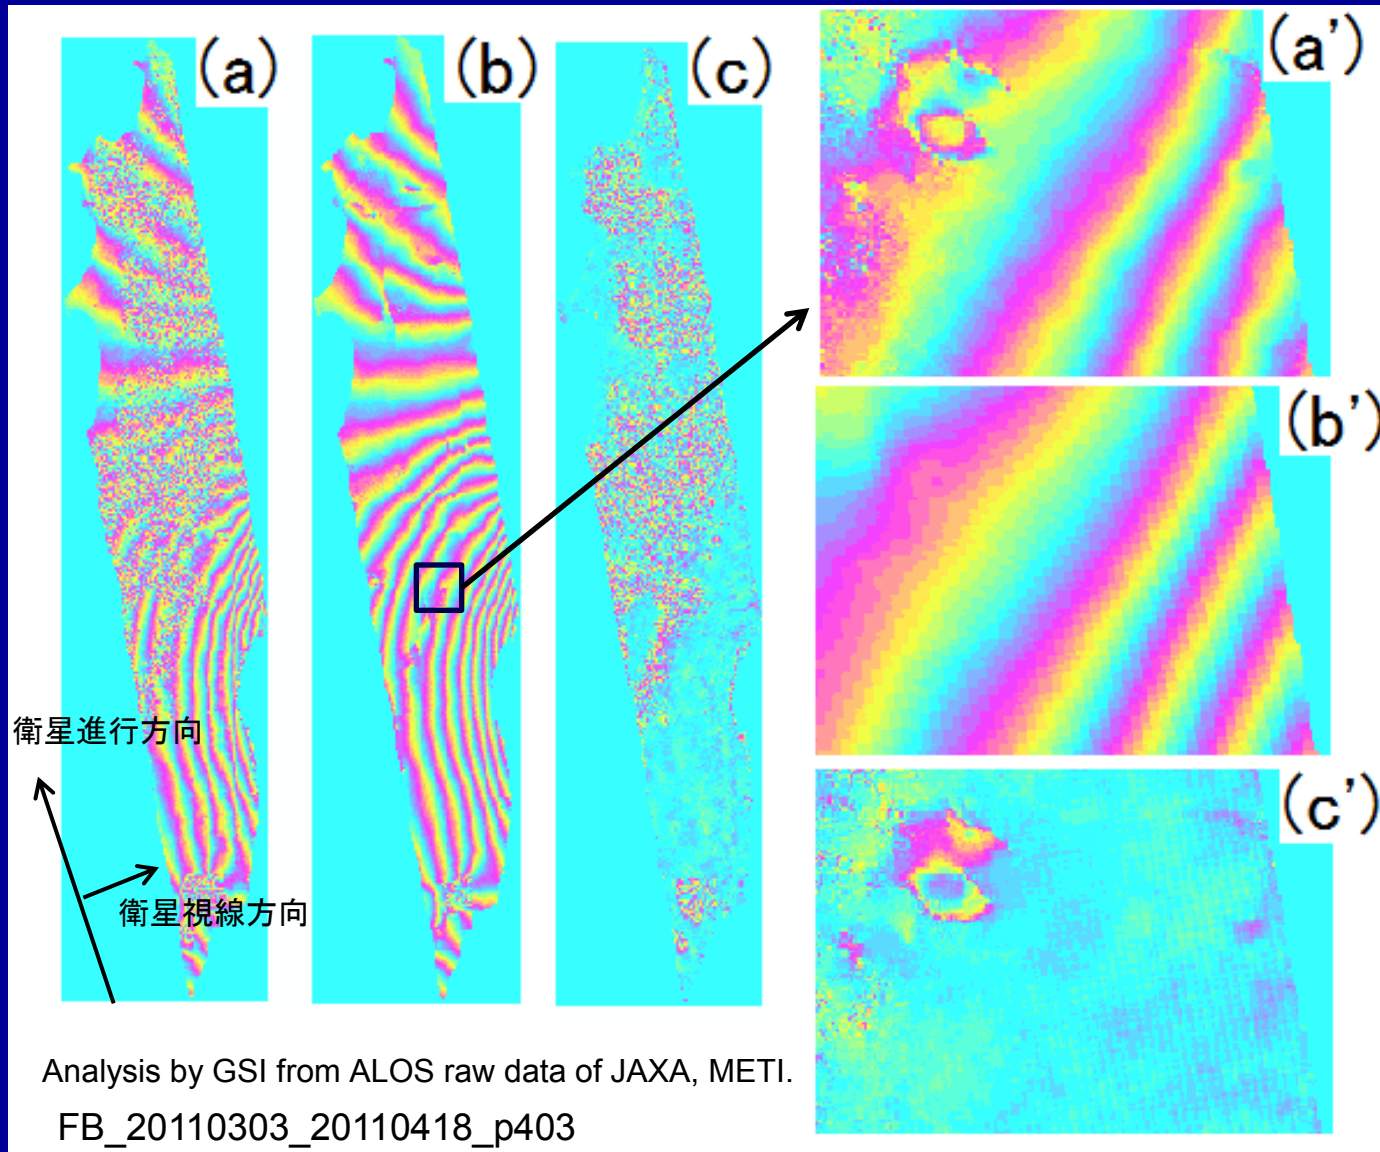 (a)
(b)
(c)
(a’)
(b’)
(c’)
衛星進行方向
衛星視線方向
Analysis by GSI from ALOS raw data of JAXA, METI.
FB_20110303_20110418_p403